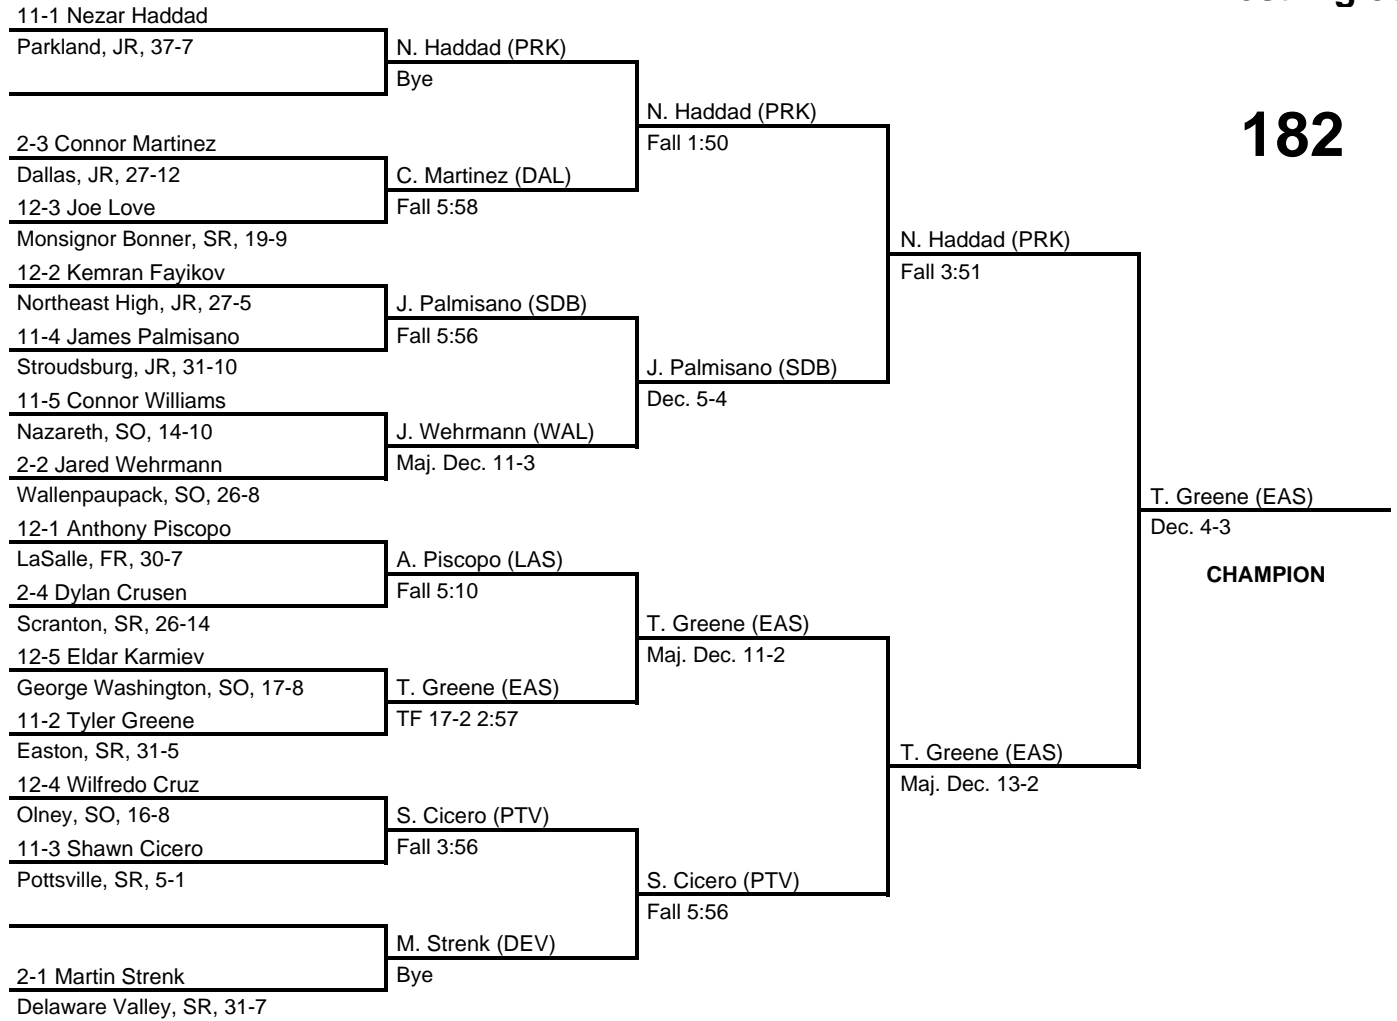 11-1 Nezar Haddad
Parkland, JR, 37-7
N. Haddad (PRK)
Bye
N. Haddad (PRK)
Fall 1:50
182
2-3 Connor Martinez
Dallas, JR, 27-12
C. Martinez (DAL)
12-3 Joe Love
Fall 5:58
Monsignor Bonner, SR, 19-9
N. Haddad (PRK)
Fall 3:51
12-2 Kemran Fayikov
Northeast High, JR, 27-5
J. Palmisano (SDB)
11-4 James Palmisano
Fall 5:56
Stroudsburg, JR, 31-10
J. Palmisano (SDB)
Dec. 5-4
11-5 Connor Williams
Nazareth, SO, 14-10
J. Wehrmann (WAL)
2-2 Jared Wehrmann
Maj. Dec. 11-3
Wallenpaupack, SO, 26-8
T. Greene (EAS)
Dec. 4-3
CHAMPION
12-1 Anthony Piscopo
LaSalle, FR, 30-7
A. Piscopo (LAS)
2-4 Dylan Crusen
Fall 5:10
Scranton, SR, 26-14
T. Greene (EAS)
Maj. Dec. 11-2
12-5 Eldar Karmiev
George Washington, SO, 17-8
T. Greene (EAS)
11-2 Tyler Greene
TF 17-2 2:57
Easton, SR, 31-5
T. Greene (EAS)
Maj. Dec. 13-2
12-4 Wilfredo Cruz
Olney, SO, 16-8
S. Cicero (PTV)
11-3 Shawn Cicero
Fall 3:56
Pottsville, SR, 5-1
S. Cicero (PTV)
Fall 5:56
M. Strenk (DEV)
2-1 Martin Strenk
Bye
Delaware Valley, SR, 31-7